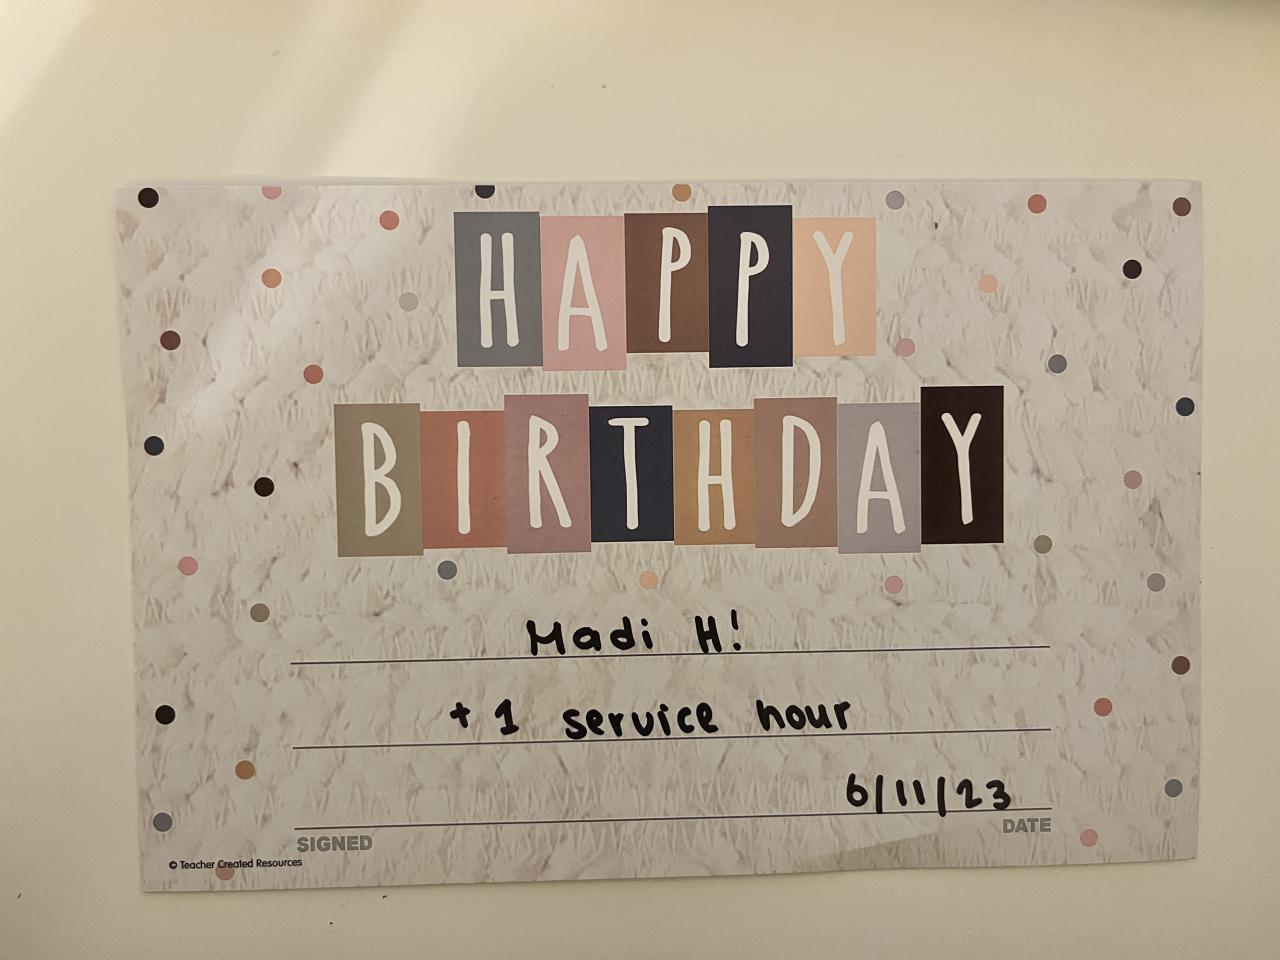 HAPPY
BIRTHDAY
Madi H!
+ 1 service hour
6/11/23
SIGNED
DATE
© Teacher Created Resources